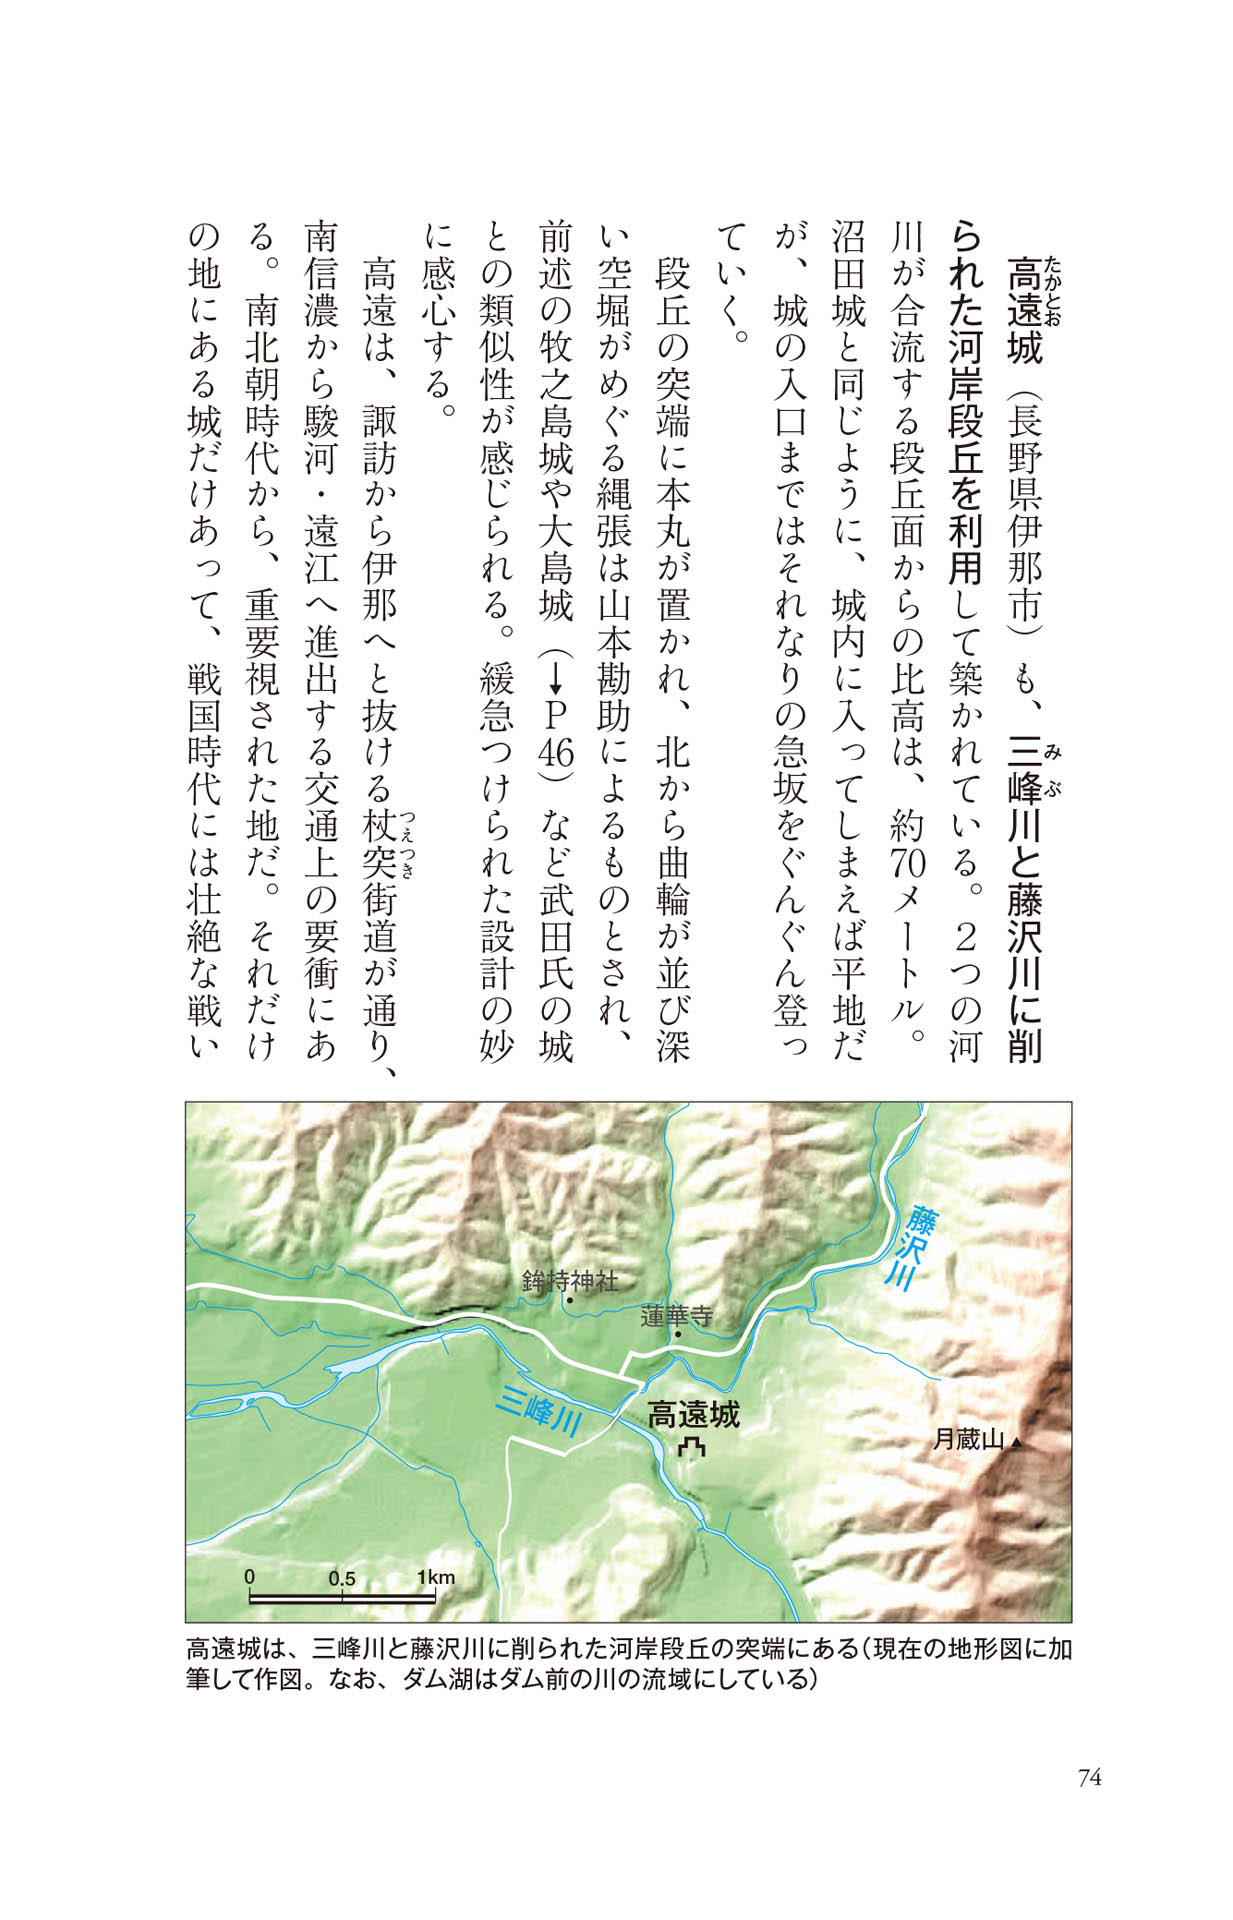 高遠城（長野県伊那市）も、三峰川と藤沢川に削
られた河岸段丘を利用して築かれている。２つの河
川が合流する段丘面からの比高は、約70メートル。
沼田城と同じように、城内に入ってしまえば平地だ
が、城の入口まではそれなりの急坂をぐんぐん登っ
ていく。
段丘の突端に本丸が置かれ、北から曲輪が並び深
い空堀がめぐる縄張は山本勘助によるものとされ、
前述の牧之島城や大島城（→P46）など武田氏の城
との類似性が感じられる。緩急つけられた設計の妙
に感心する。
高遠は、諏訪から伊那へと抜ける杖突街道が通り、
南信濃から駿河・遠江へ進出する交通上の要衝にあ
る。南北朝時代から、重要視された地だ。それだけ
の地にある城だけあって、戦国時代には壮絶な戦い
たかとお
みぶ
つえつき
藤沢川
鉾持神社
蓮華寺
三峰川
高遠城
月蔵山
0 0.5 1km
高遠城は、三峰川と藤沢川に削られた河岸段丘の突端にある（現在の地形図に加
筆して作図。なお、ダム湖はダム前の川の流域にしている）
74